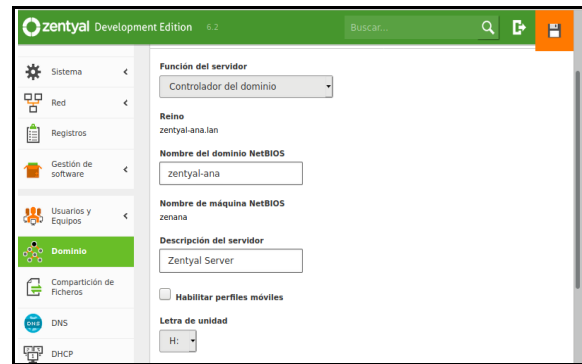 zentyal Development Edition 6.2
Buscar...
Sistema
Red
Registros
Gestión de
software
Usuarios y
Equipos
Dominio
Compartición de
Ficheros
DNS
DNS
DHCP
Función del servidor
Controlador del dominio
Reino
zentyal-ana.lan
Nombre del dominio NetBIOS
zentyal-ana
Nombre de máquina NetBIOS
zenana
Descripción del servidor
Zentyal Server
Habilitar perfiles móviles
Letra de unidad
H: